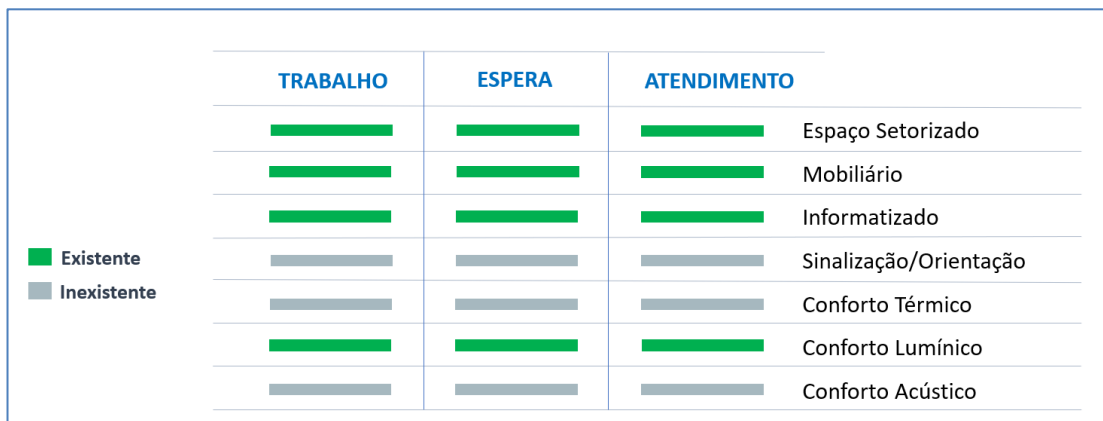 TRABALHO ESPERA ATENDIMENTO
Espaço Setorizado
Mobiliário
Informatizado
Existente
Sinalização/Orientação
Inexistente
Conforto Térmico
Conforto Lumínico
Conforto Acústico